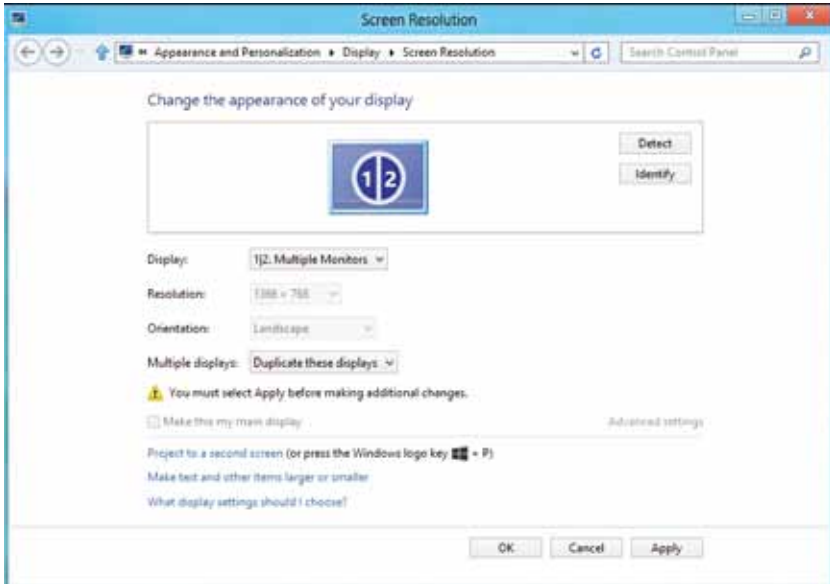 Screen Resolution
Appearance and Personalization Display Screen Resolution Search Control Panel
Change the appearance of your display
1 2
Detect
Identify
Display: 1|2. Multiple Monitors
Resolution: 1366 × 768
Orientation: Landscape
Multiple displays: Duplicate these displays
You must select Apply before making additional changes.
Make this my main display Advanced settings
Project to a second screen (or press the Windows logo key + P)
Make text and other items larger or smaller
What display settings should I choose?
OK Cancel Apply